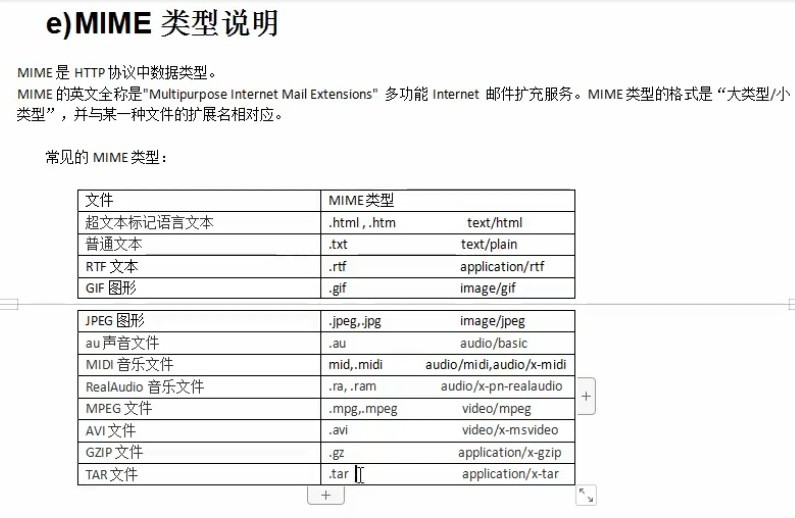 e)MIME 类型说明
MIME 是 HTTP 协议中数据类型。
MIME 的英文全称是"Multipurpose Internet Mail Extensions" 多功能 Internet 邮件扩充服务。MIME 类型的格式是“大类型/小
类型”，并与某一种文件的扩展名相对应。
常见的 MIME 类型：
文件 MIME 类型
超文本标记语言文本 .html , .htm text/html
普通文本 .txt text/plain
RTF 文本 .rtf application/rtf
GIF 图形 .gif image/gif
JPEG 图形 .jpeg,.jpg image/jpeg
au 声音文件 .au audio/basic
MIDI 音乐文件 mid,.midi audio/midi,audio/x-midi
RealAudio 音乐文件 .ra, .ram audio/x-pn-realaudio
MPEG 文件 .mpg,.mpeg video/mpeg
AVI 文件 .avi video/x-msvideo
GZIP 文件 .gz application/x-gzip
TAR 文件 .tar application/x-tar